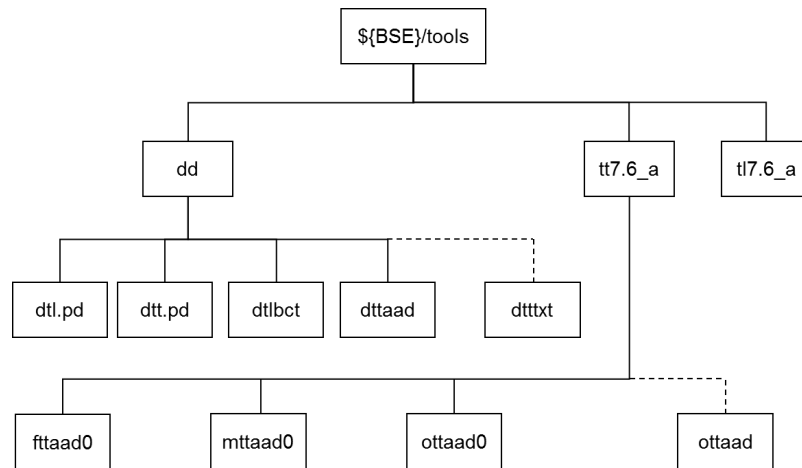 ${BSE}/tools
dd
tt7.6_a
tl7.6_a
dtl.pd
dtt.pd
dtlbct
dttaad
dtttxt
fttaad0
mttaad0
ottaad0
ottaad